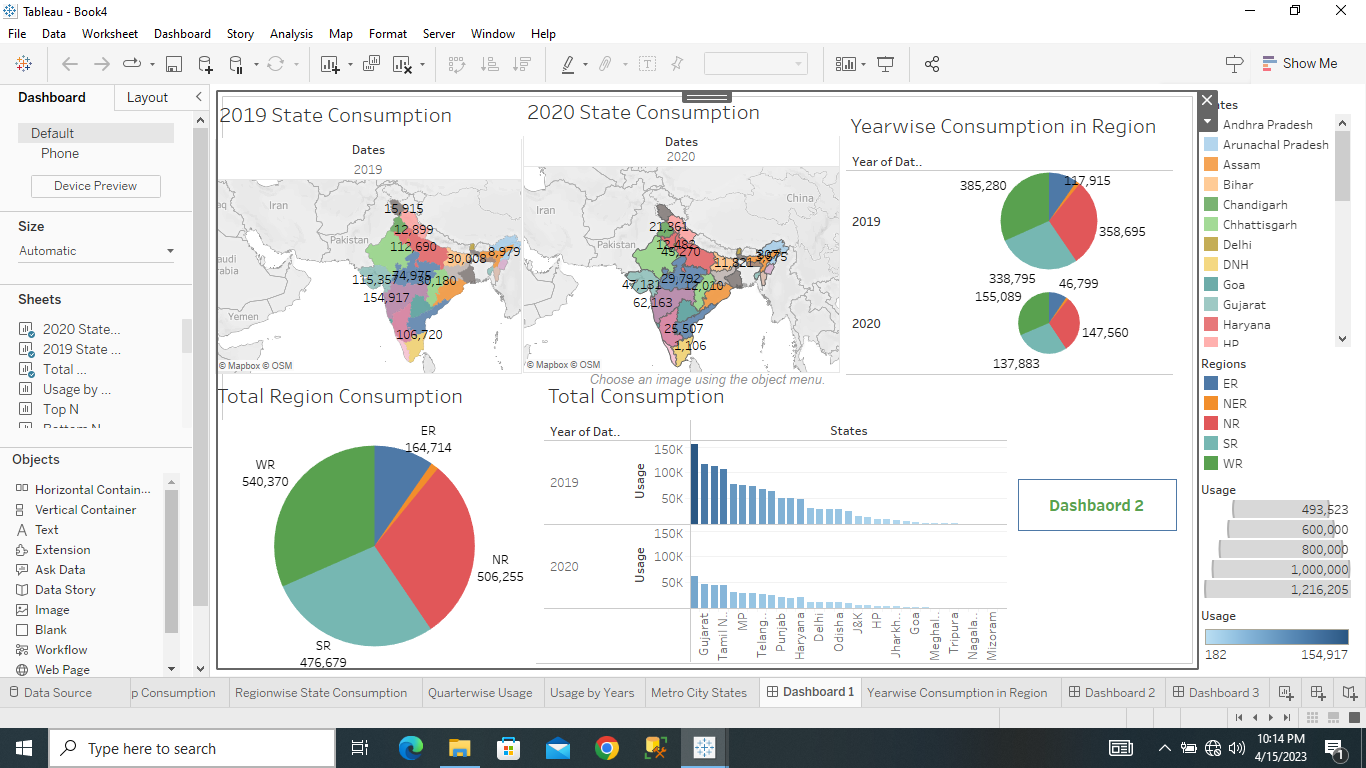 Tableau - Book4
File Data Worksheet Dashboard Story Analysis Map Format Server Window Help
Show Me
Dashboard Layout
Default
Phone
Device Preview
Size
Automatic
Sheets
2020 State...
2019 State ...
Total ...
Usage by ...
Top N
Objects
Horizontal Contain...
Vertical Container
Text
Extension
Ask Data
Data Story
Image
Blank
Workflow
Web Page
2019 State Consumption
Dates
2019
Iran
Pakistan
Yemen
15,915
12,899
112,690
30,008
8,979
115,357
74,975
154,917
106,720
© Mapbox © OSM
2020 State Consumption
Dates
2020
Iran
China
Pakistan
21,361
12,482
45,270
11,821
47,131
29,792
12,010
62,163
25,507
1,106
© Mapbox © OSM
Choose an image using the object menu.
Yearwise Consumption in Region
Year of Dat..
2019
385,280
117,915
358,695
338,795
2020
155,089
46,799
147,560
137,883
Total Region Consumption
ER
164,714
WR
540,370
NR
506,255
SR
476,679
Total Consumption
Year of Dat..
States
2019
Usage
150K
100K
50K
2020
Usage
150K
100K
50K
Gujarat
Tamil N..
MP
Telang..
Punjab
Haryana
Delhi
Odisha
J&K
HP
Jharkh..
Goa
Meghal..
Tripura
Nagala..
Mizoram
Dashbaord 2
Andhra Pradesh
Arunachal Pradesh
Assam
Bihar
Chandigarh
Chhattisgarh
Delhi
DNH
Goa
Gujarat
Haryana
HP
Regions
ER
NER
NR
SR
WR
Usage
493,523
600,000
800,000
1,000,000
1,216,205
Usage
182 154,917
Data Source
p Consumption
Regionwise State Consumption
Quarterwise Usage
Usage by Years
Metro City States
Dashboard 1
Yearwise Consumption in Region
Dashboard 2
Dashboard 3
Type here to search
10:14 PM
4/15/2023
1